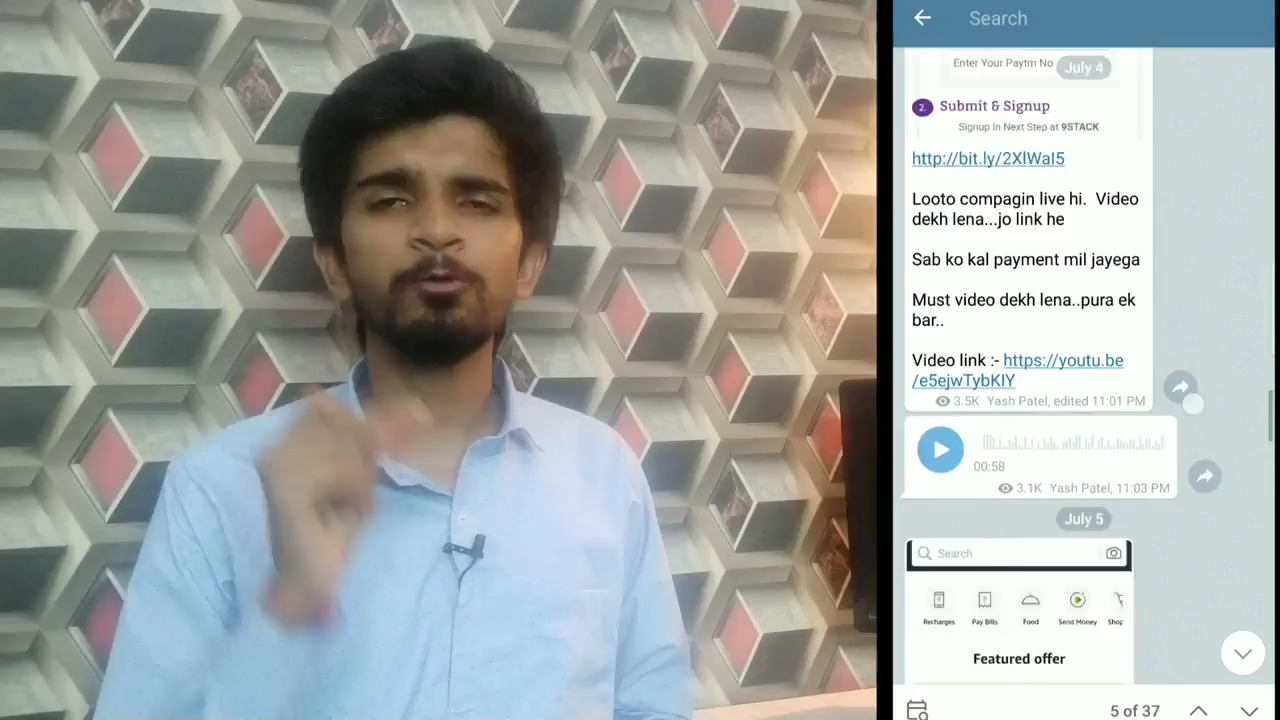 Search
Enter Your Paytm No
July 4
2
Submit & Signup
Signup In Next Step at 9STACK
http://bit.ly/2XlWaI5
Looto compagin live hi. Video
dekh lena...jo link he
Sab ko kal payment mil jayega
Must video dekh lena..pura ek
bar..
Video link :- https://youtu.be
/e5ejwTybKIY
3.5K Yash Patel, edited 11:01 PM
00:58
3.1K Yash Patel, 11:03 PM
July 5
Search
Recharges
Pay Bills
Food
Send Money
Shop
Featured offer
5 of 37